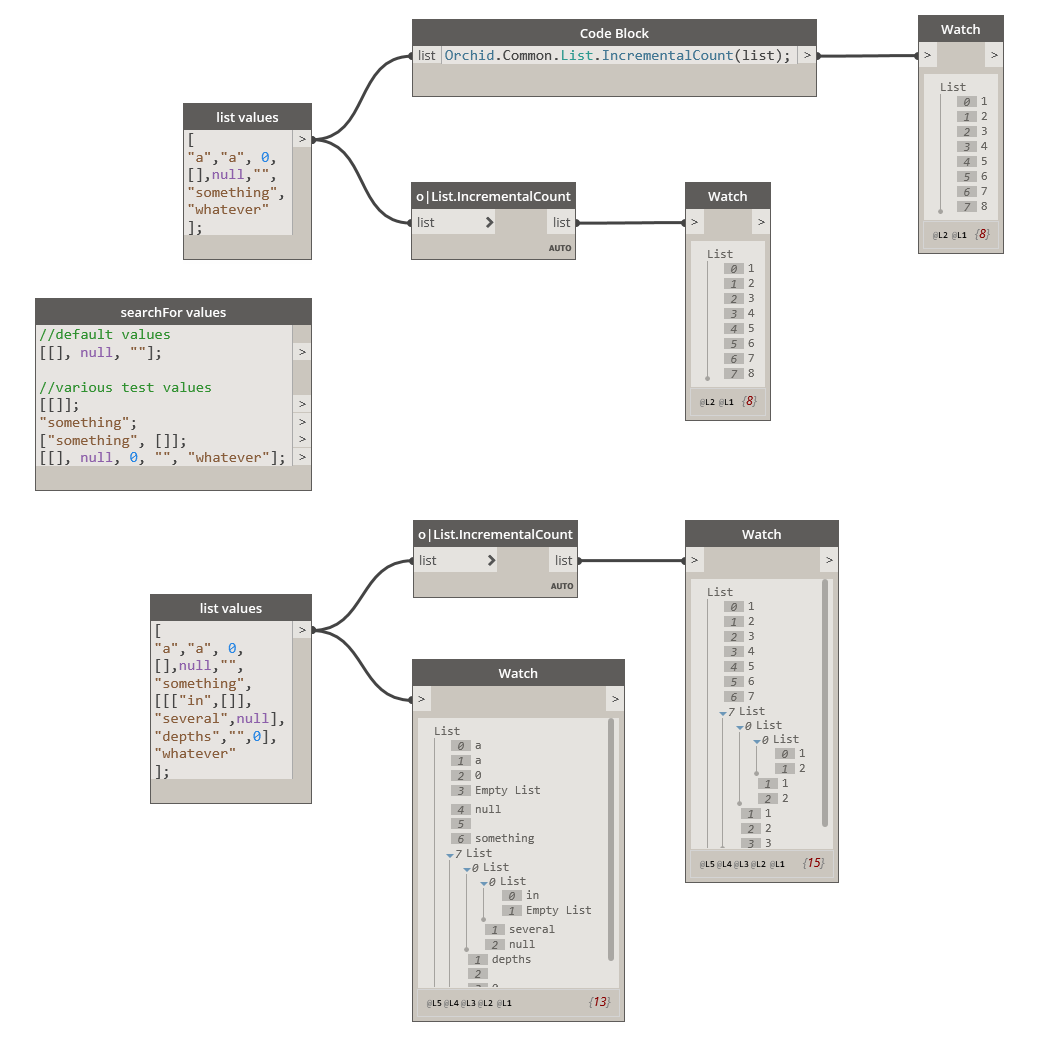 Code Block
list Orchid.Common.List.IncrementalCount(list); >
Watch
> >
List
0 1
1 2
2 3
3 4
4 5
5 6
6 7
7 8
@L2 @L1 {8}
list values
[ >
"a","a", 0,
[],null,"",
"something",
"whatever"
];
o|List.IncrementalCount
list > list
AUTO
Watch
> >
List
0 1
1 2
2 3
3 4
4 5
5 6
6 7
7 8
@L2 @L1 {8}
searchFor values
//default values
[[], null, ""]; >
//various test values
[[]]; >
"something"; >
["something", []]; >
[[], null, 0, "", "whatever"]; >
o|List.IncrementalCount
list > list
AUTO
Watch
> >
List
0 1
1 2
2 3
3 4
4 5
5 6
6 7
7 List
0 List
0 List
0 1
1 2
1 1
2 2
1 1
2 2
3 3
@L5 @L4 @L3 @L2 @L1 {15}
list values
[ >
"a","a", 0,
[],null,"",
"something",
[[["in",[]],
"several",null],
"depths","",0],
"whatever"
];
Watch
> >
List
0 a
1 a
2 0
3 Empty List
4 null
5
6 something
7 List
0 List
0 List
0 in
1 Empty List
1 several
2 null
1 depths
2
3 0
@L5 @L4 @L3 @L2 @L1 {13}